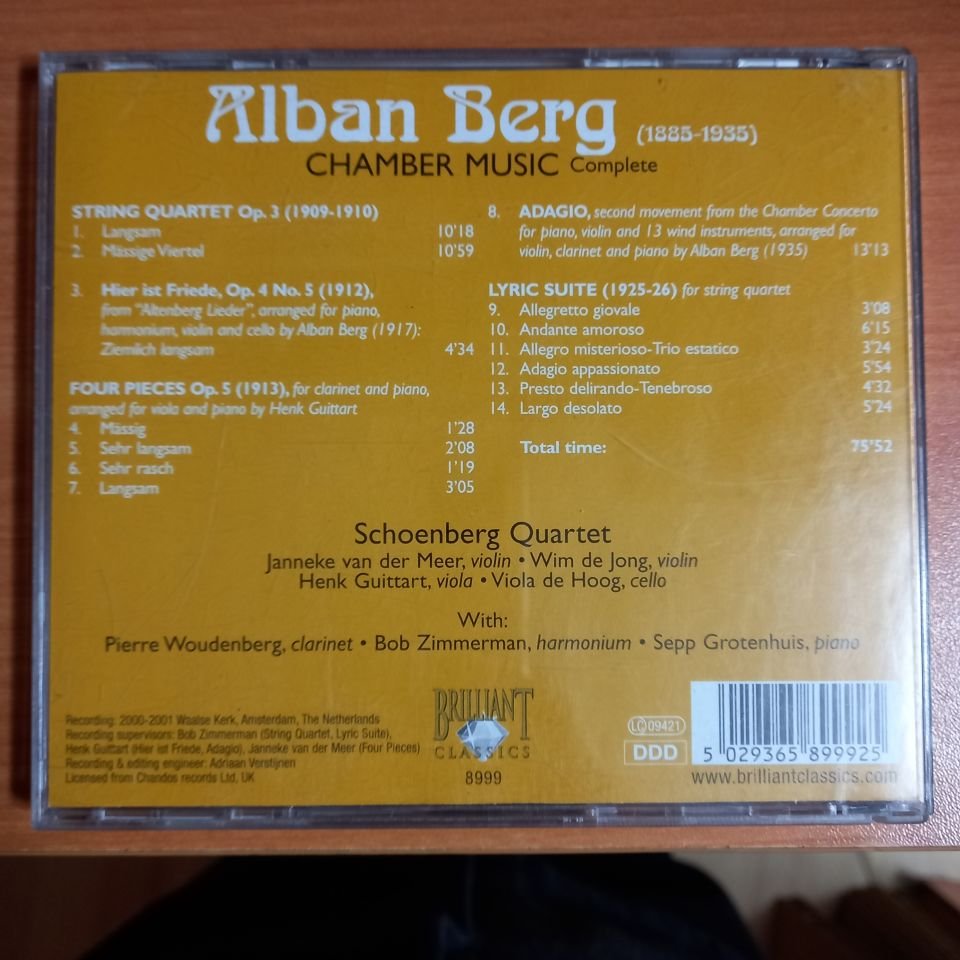 Alban Berg (1885-1935)
CHAMBER MUSIC Complete
STRING QUARTET Op. 3 (1909-1910)
1. Langsam 10'18
2. Mässige Viertel 10'59
3. Hier ist Friede, Op. 4 No. 5 (1912),
from "Altenberg Lieder", arranged for piano,
harmonium, violin and cello by Alban Berg (1917):
Ziemlich langsam 4'34
FOUR PIECES Op. 5 (1913), for clarinet and piano,
arranged for viola and piano by Henk Guittart
4. Mässig 1'28
5. Sehr langsam 2'08
6. Sehr rasch 1'19
7. Langsam 3'05
8. ADAGIO, second movement from the Chamber Concerto
for piano, violin and 13 wind instruments, arranged for
violin, clarinet and piano by Alban Berg (1935) 13'13
LYRIC SUITE (1925-26) for string quartet
9. Allegretto giovale 3'08
10. Andante amoroso 6'15
11. Allegro misterioso-Trio estatico 3'24
12. Adagio appassionato 5'54
13. Presto delirando-Tenebroso 4'32
14. Largo desolato 5'24
Total time: 75'52
Schoenberg Quartet
Janneke van der Meer, violin • Wim de Jong, violin
Henk Guittart, viola • Viola de Hoog, cello
With:
Pierre Woudenberg, clarinet • Bob Zimmerman, harmonium • Sepp Grotenhuis, piano
Recording: 2000-2001 Waalse Kerk, Amsterdam, The Netherlands
Recording supervisors: Bob Zimmerman (String Quartet, Lyric Suite),
Henk Guittart (Hier ist Friede, Adagio), Janneke van der Meer (Four Pieces)
Recording & editing engineer: Adriaan Verstijnen
Licensed from Chandos records Ltd, UK
BRILLIANT
CLASSICS
8999
LC 09421
DDD
5 029365 899925
www.brilliantclassics.com